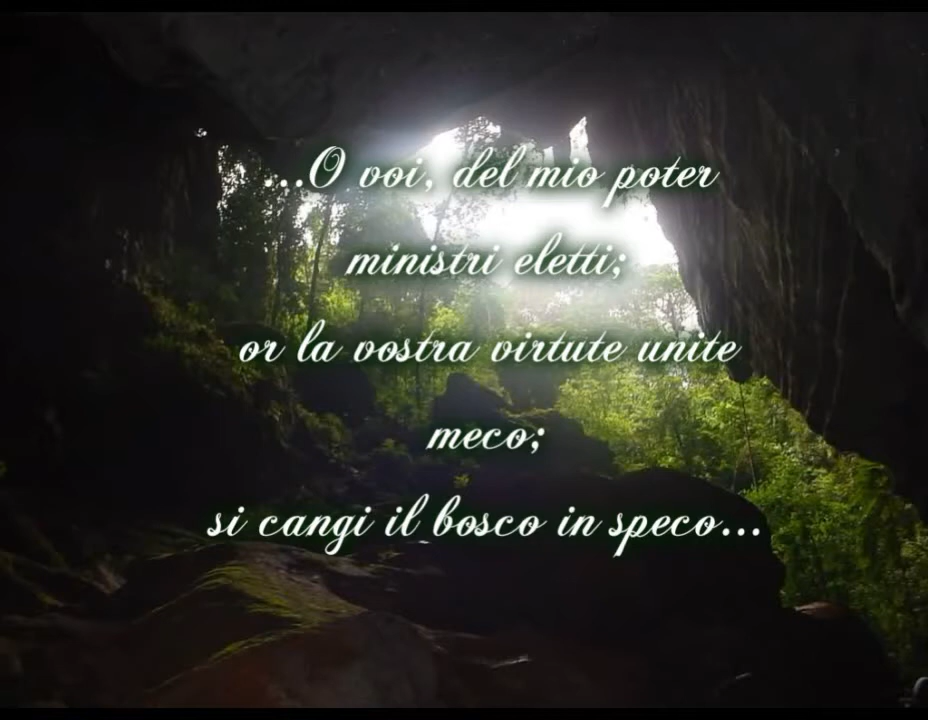 ...O voi, del mio poter
ministri eletti;
or la vostra virtute unite
meco;
si cangi il bosco in speco...